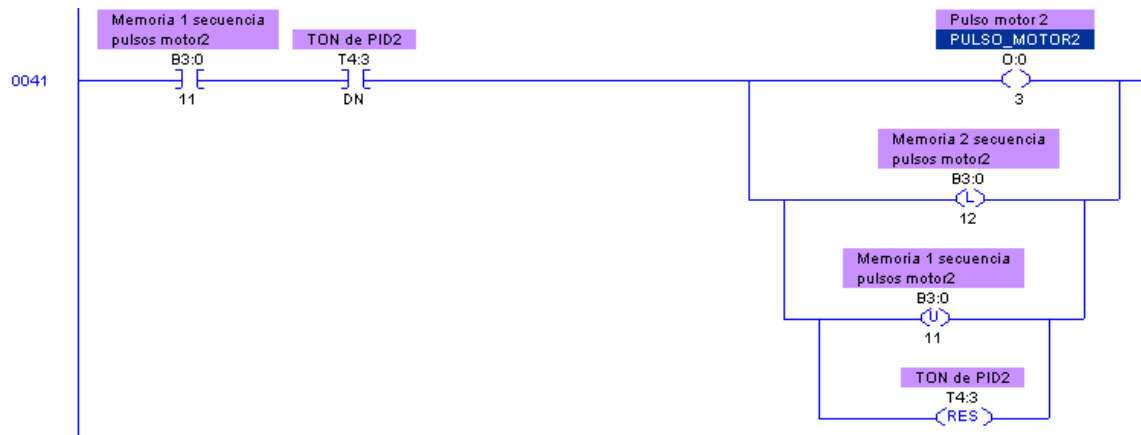 Memoria 1 secuencia
pulsos motor2
B3:0
11
TON de PID2
T4:3
DN
Pulso motor 2
PULSO_MOTOR2
O:0
3
0041
Memoria 2 secuencia
pulsos motor2
B3:0
L
12
Memoria 1 secuencia
pulsos motor2
B3:0
U
11
TON de PID2
T4:3
RES